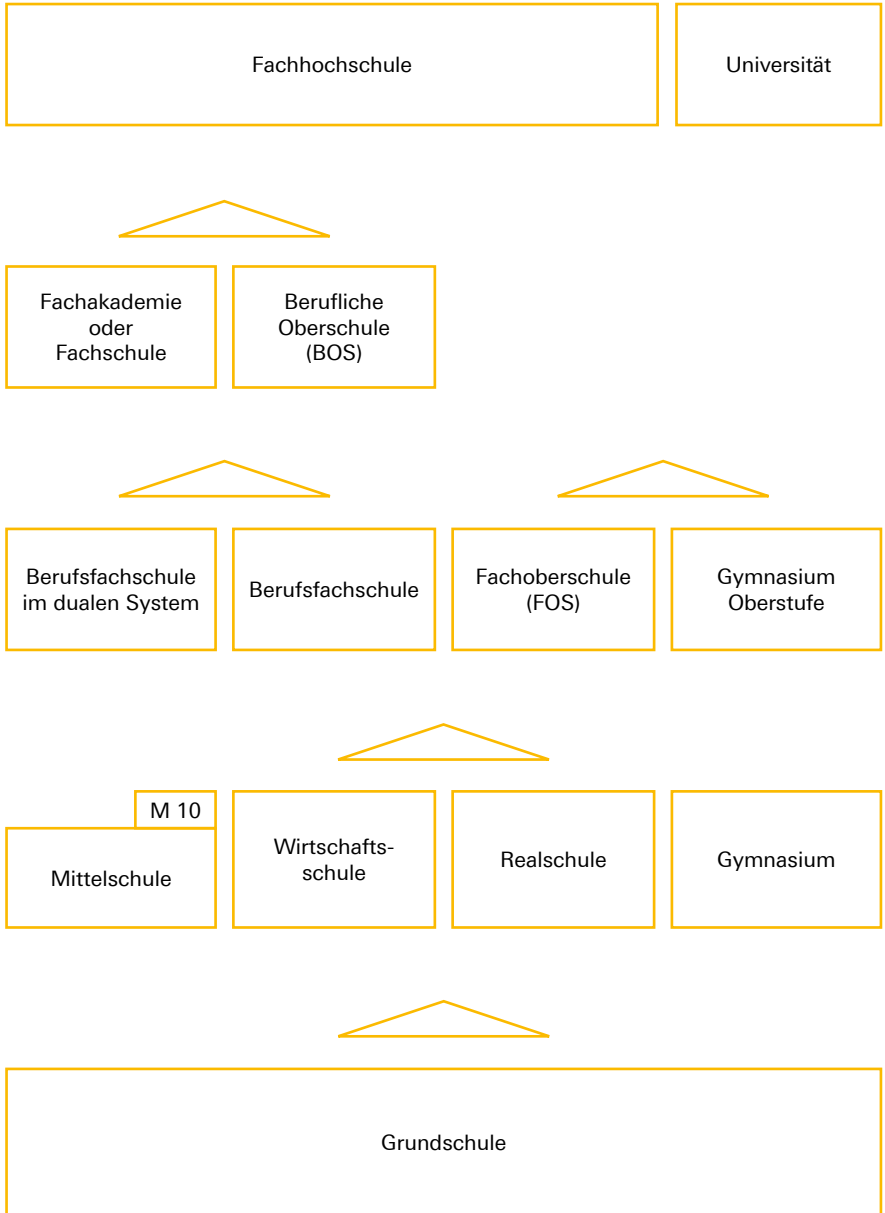 Fachhochschule
Universität
Fachakademie
oder
Fachschule
Berufliche
Oberschule
(BOS)
Berufsfachschule
im dualen System
Berufsfachschule
Fachoberschule
(FOS)
Gymnasium
Oberstufe
M 10
Mittelschule
Wirtschafts-
schule
Realschule
Gymnasium
Grundschule